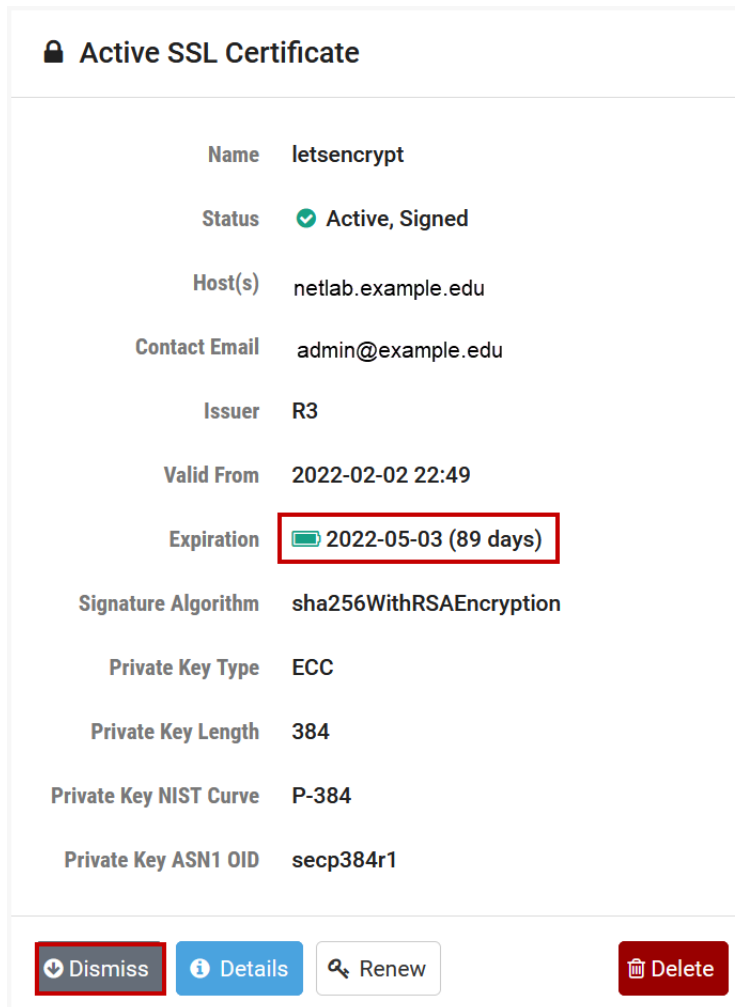 Active SSL Certificate
Name letsencrypt
Status Active, Signed
Host(s) netlab.example.edu
Contact Email admin@example.edu
Issuer R3
Valid From 2022-02-02 22:49
Expiration 2022-05-03 (89 days)
Signature Algorithm sha256WithRSAEncryption
Private Key Type ECC
Private Key Length 384
Private Key NIST Curve P-384
Private Key ASN1 OID secp384r1
Dismiss Details Renew Delete